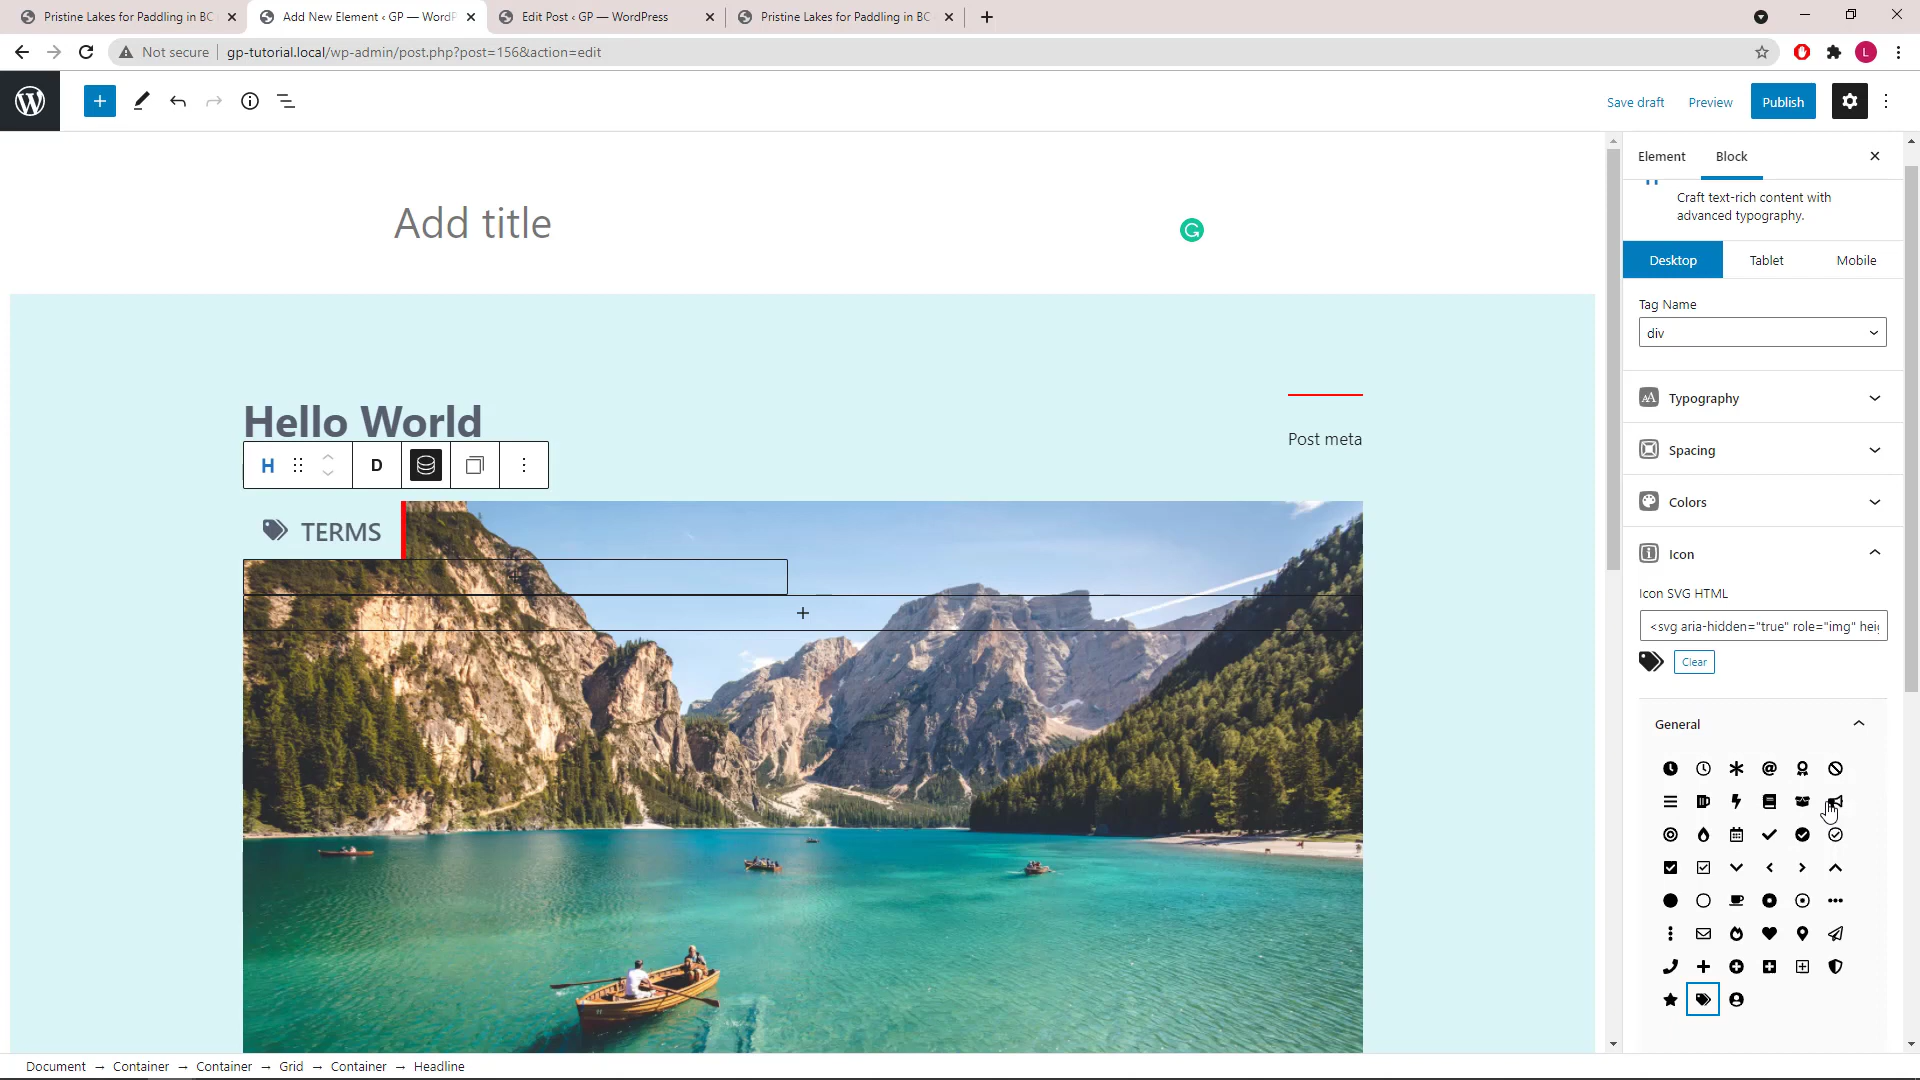 Pristine Lakes for Paddling in BC
Add New Element ‹ GP — WordP
Edit Post ‹ GP — WordPress
Pristine Lakes for Paddling in BC
Not secure
gp-tutorial.local/wp-admin/post.php?post=156&action=edit
L
Save draft
Preview
Publish
Element
Block
Craft text-rich content with
advanced typography.
Add title
Desktop
Tablet
Mobile
Tag Name
div
Typography
Hello World
Post meta
Spacing
H
D
Colors
TERMS
Icon
Icon SVG HTML
<svg aria-hidden="true" role="img" hei
Clear
General
Document → Container → Container → Grid → Container → Headline